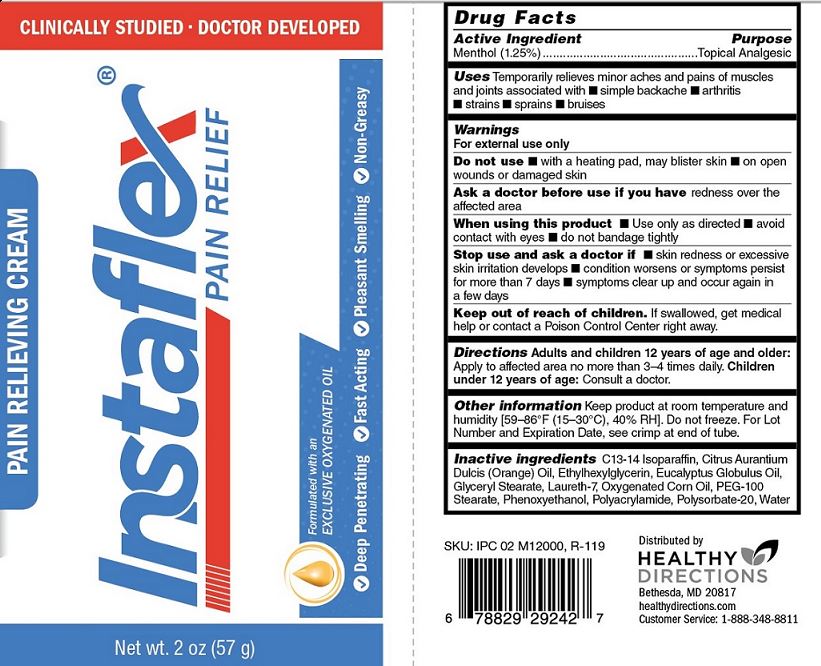 CLINICALLY STUDIED · DOCTOR DEVELOPED
PAIN RELIEVING CREAM
Instaflex®
PAIN RELIEF
Formulated with an
EXCLUSIVE OXYGENATED OIL
Deep Penetrating Fast Acting Pleasant Smelling Non-Greasy
Net wt. 2 oz (57 g)
Drug Facts
Active Ingredient Purpose
Menthol (1.25%)..............................................Topical Analgesic
Uses Temporarily relieves minor aches and pains of muscles
and joints associated with ■ simple backache ■ arthritis
■ strains ■ sprains ■ bruises
Warnings
For external use only
Do not use ■ with a heating pad, may blister skin ■ on open
wounds or damaged skin
Ask a doctor before use if you have redness over the
affected area
When using this product ■ Use only as directed ■ avoid
contact with eyes ■ do not bandage tightly
Stop use and ask a doctor if ■ skin redness or excessive
skin irritation develops ■ condition worsens or symptoms persist
for more than 7 days ■ symptoms clear up and occur again in
a few days
Keep out of reach of children. If swallowed, get medical
help or contact a Poison Control Center right away.
Directions Adults and children 12 years of age and older:
Apply to affected area no more than 3–4 times daily. Children
under 12 years of age: Consult a doctor.
Other information Keep product at room temperature and
humidity [59–86°F (15–30°C), 40% RH]. Do not freeze. For Lot
Number and Expiration Date, see crimp at end of tube.
Inactive ingredients C13-14 Isoparaffin, Citrus Aurantium
Dulcis (Orange) Oil, Ethylhexylglycerin, Eucalyptus Globulus Oil,
Glyceryl Stearate, Laureth-7, Oxygenated Corn Oil, PEG-100
Stearate, Phenoxyethanol, Polyacrylamide, Polysorbate-20, Water
SKU: IPC 02 M12000, R-119
6 78829 29242 7
Distributed by
HEALTHY
DIRECTIONS
Bethesda, MD 20817
healthydirections.com
Customer Service: 1-888-348-8811